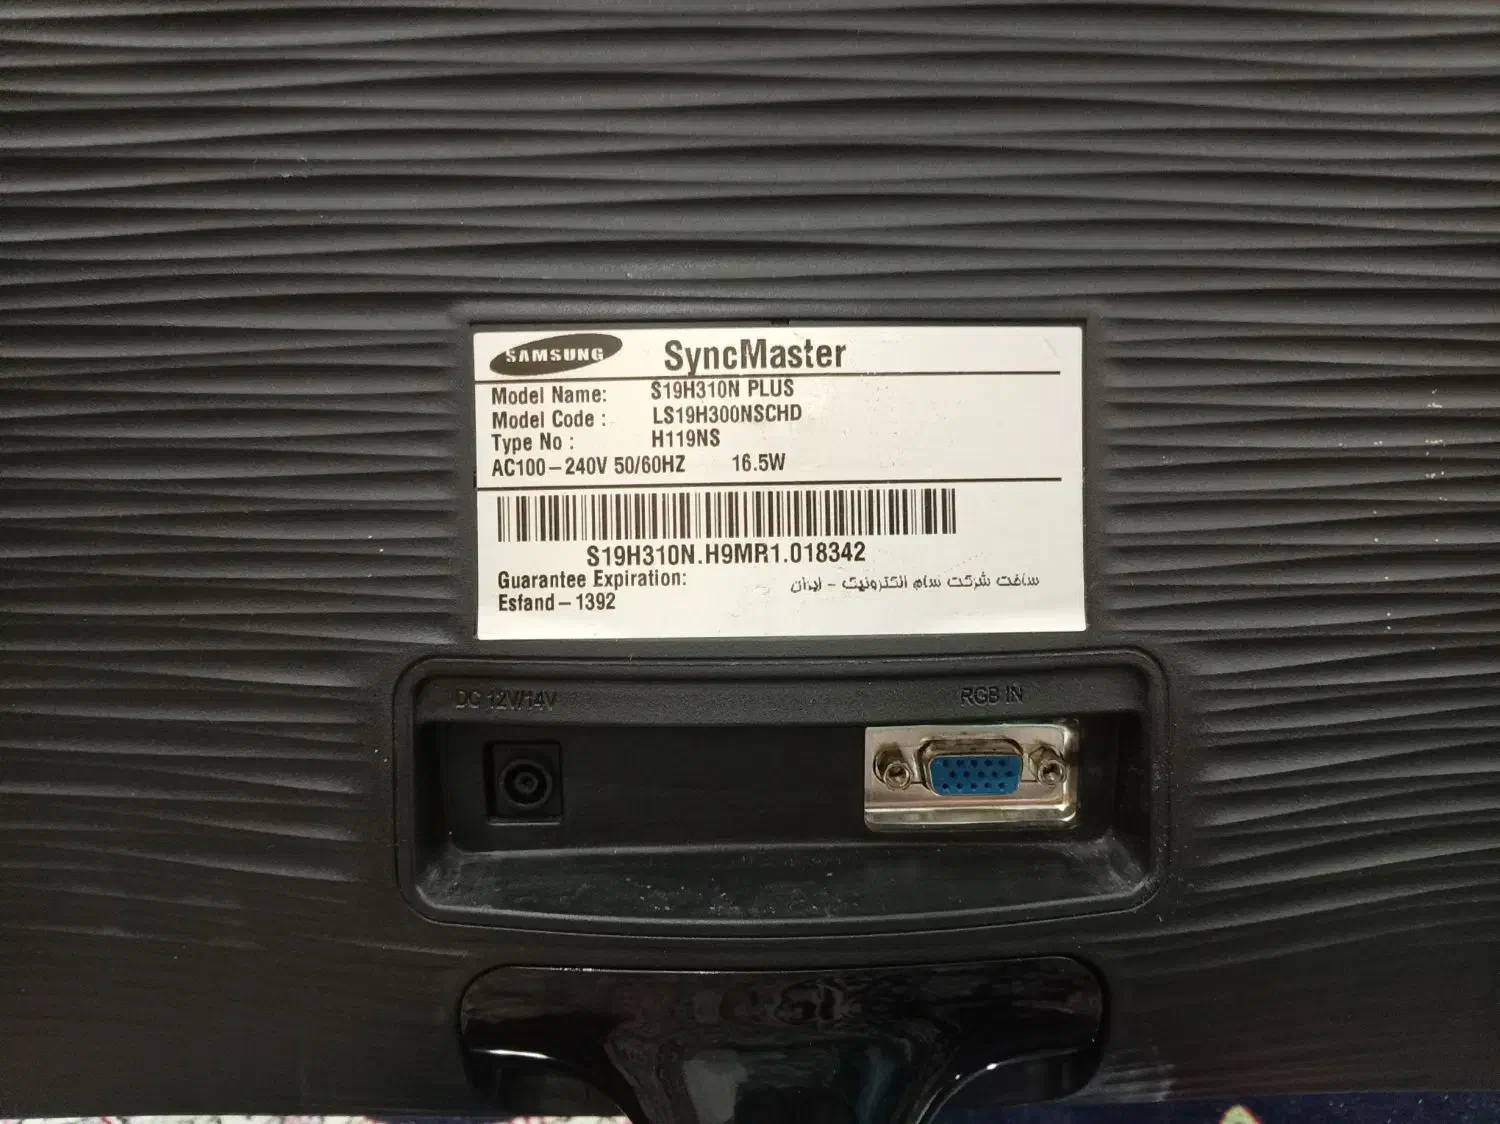 SAMSUNG SyncMaster
Model Name: S19H310N PLUS
Model Code : LS19H300NSCHD
Type No : H119NS
AC100-240V 50/60HZ 16.5W
S19H310N.H9MR1.018342
Guarantee Expiration:
Esfand-1392
ساخت شرکت سام الکترونیک - ایران
DC 12V/14V
RGB IN